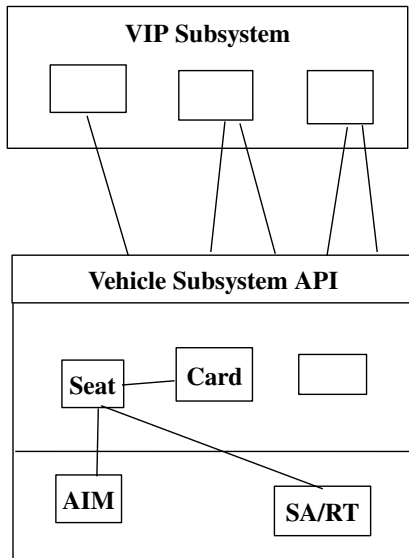 VIP Subsystem
Vehicle Subsystem API
Seat
Card
AIM
SA/RT